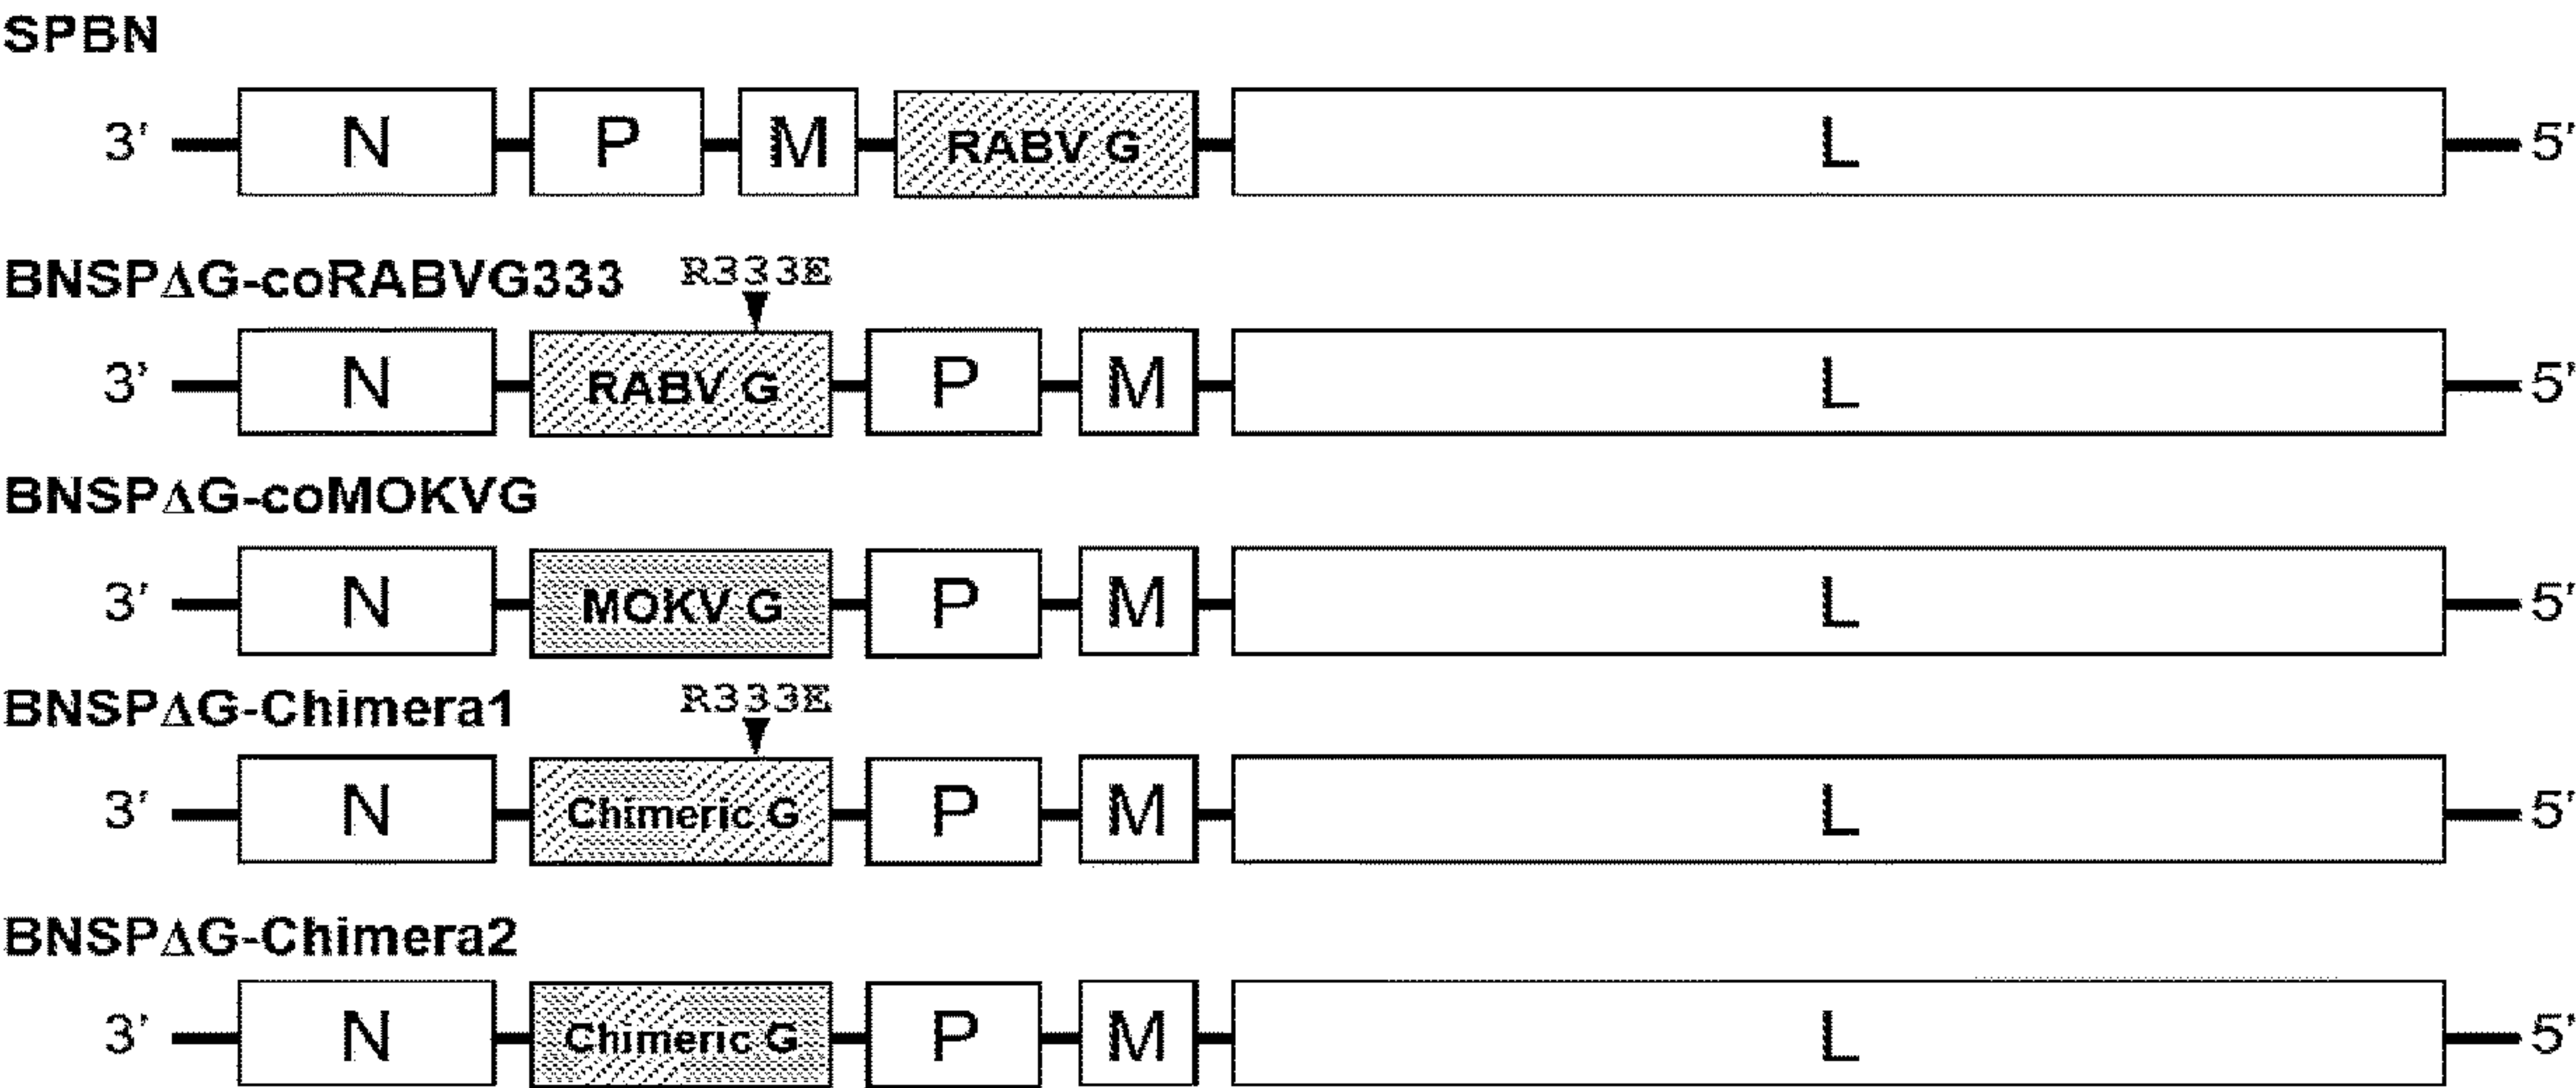 SPBN
3' N P M RABV G L 5'
BNSPΔG-coRABVG333 R333E
3' N RABV G P M L 5'
BNSPΔG-coMOKVG
3' N MOKV G P M L 5'
BNSPΔG-Chimera1 R333E
3' N Chimeric G P M L 5'
BNSPΔG-Chimera2
3' N Chimeric G P M L 5'